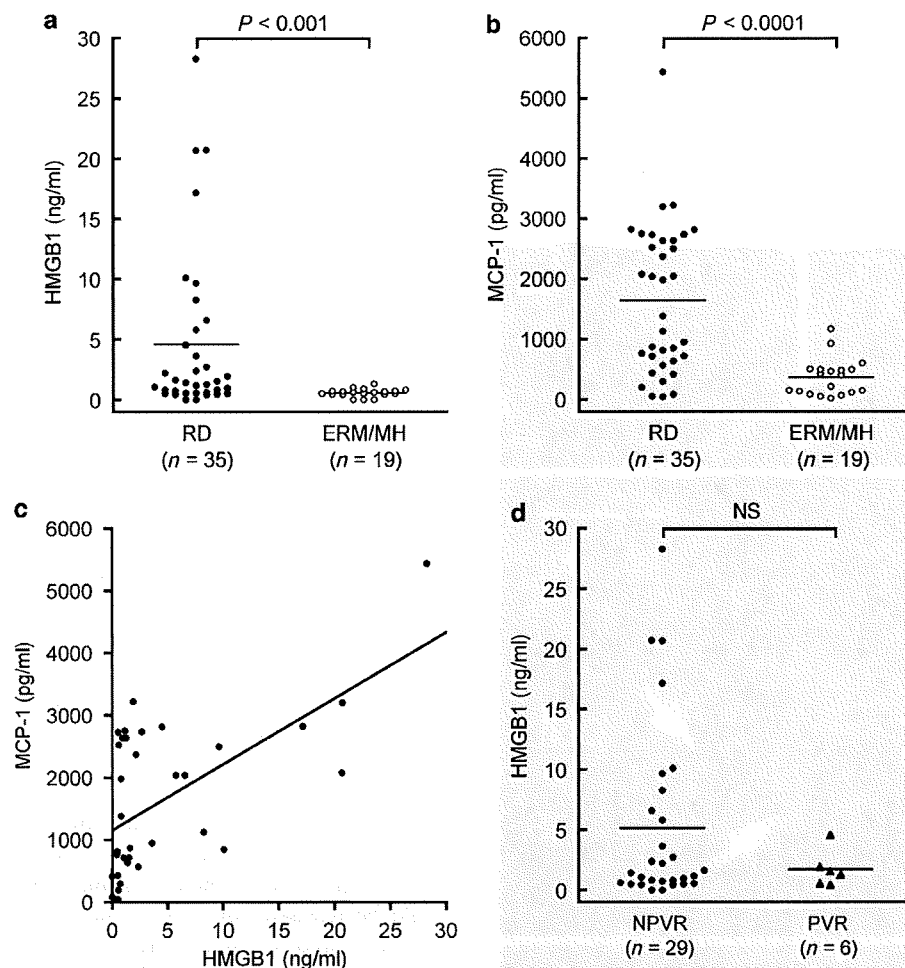 a
P < 0.001
30
25
20
15
10
5
0
HMGB1 (ng/ml)
RD
(n = 35)
ERM/MH
(n = 19)
b
P < 0.0001
6000
5000
4000
3000
2000
1000
0
MCP-1 (pg/ml)
RD
(n = 35)
ERM/MH
(n = 19)
c
6000
5000
4000
3000
2000
1000
0
MCP-1 (pg/ml)
0 5 10 15 20 25 30
HMGB1 (ng/ml)
d
NS
30
25
20
15
10
5
0
HMGB1 (ng/ml)
NPVR
(n = 29)
PVR
(n = 6)